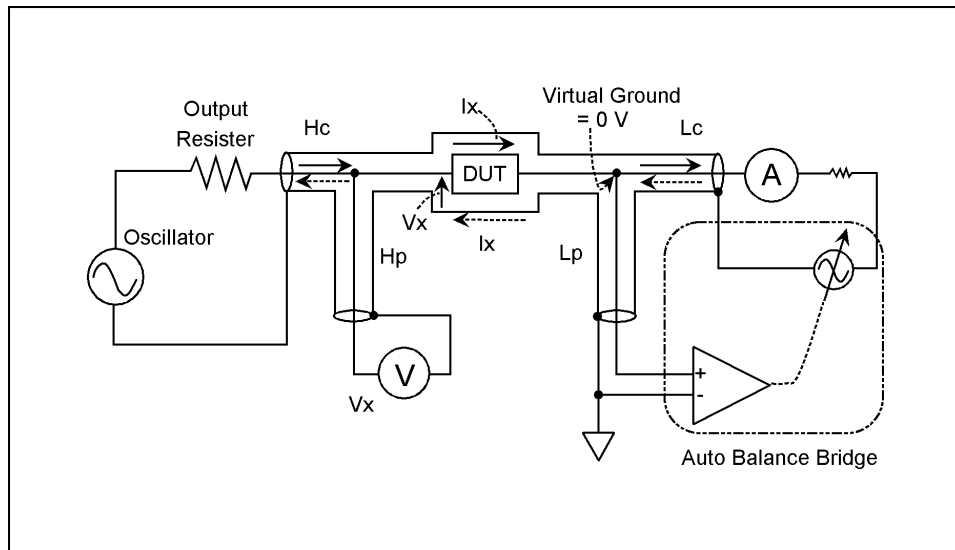 Output
Resister
Hc
Ix
Virtual Ground
= 0 V
Lc
DUT
A
Oscillator
Vx
Ix
Hp
Lp
V
Vx
+
-
Auto Balance Bridge